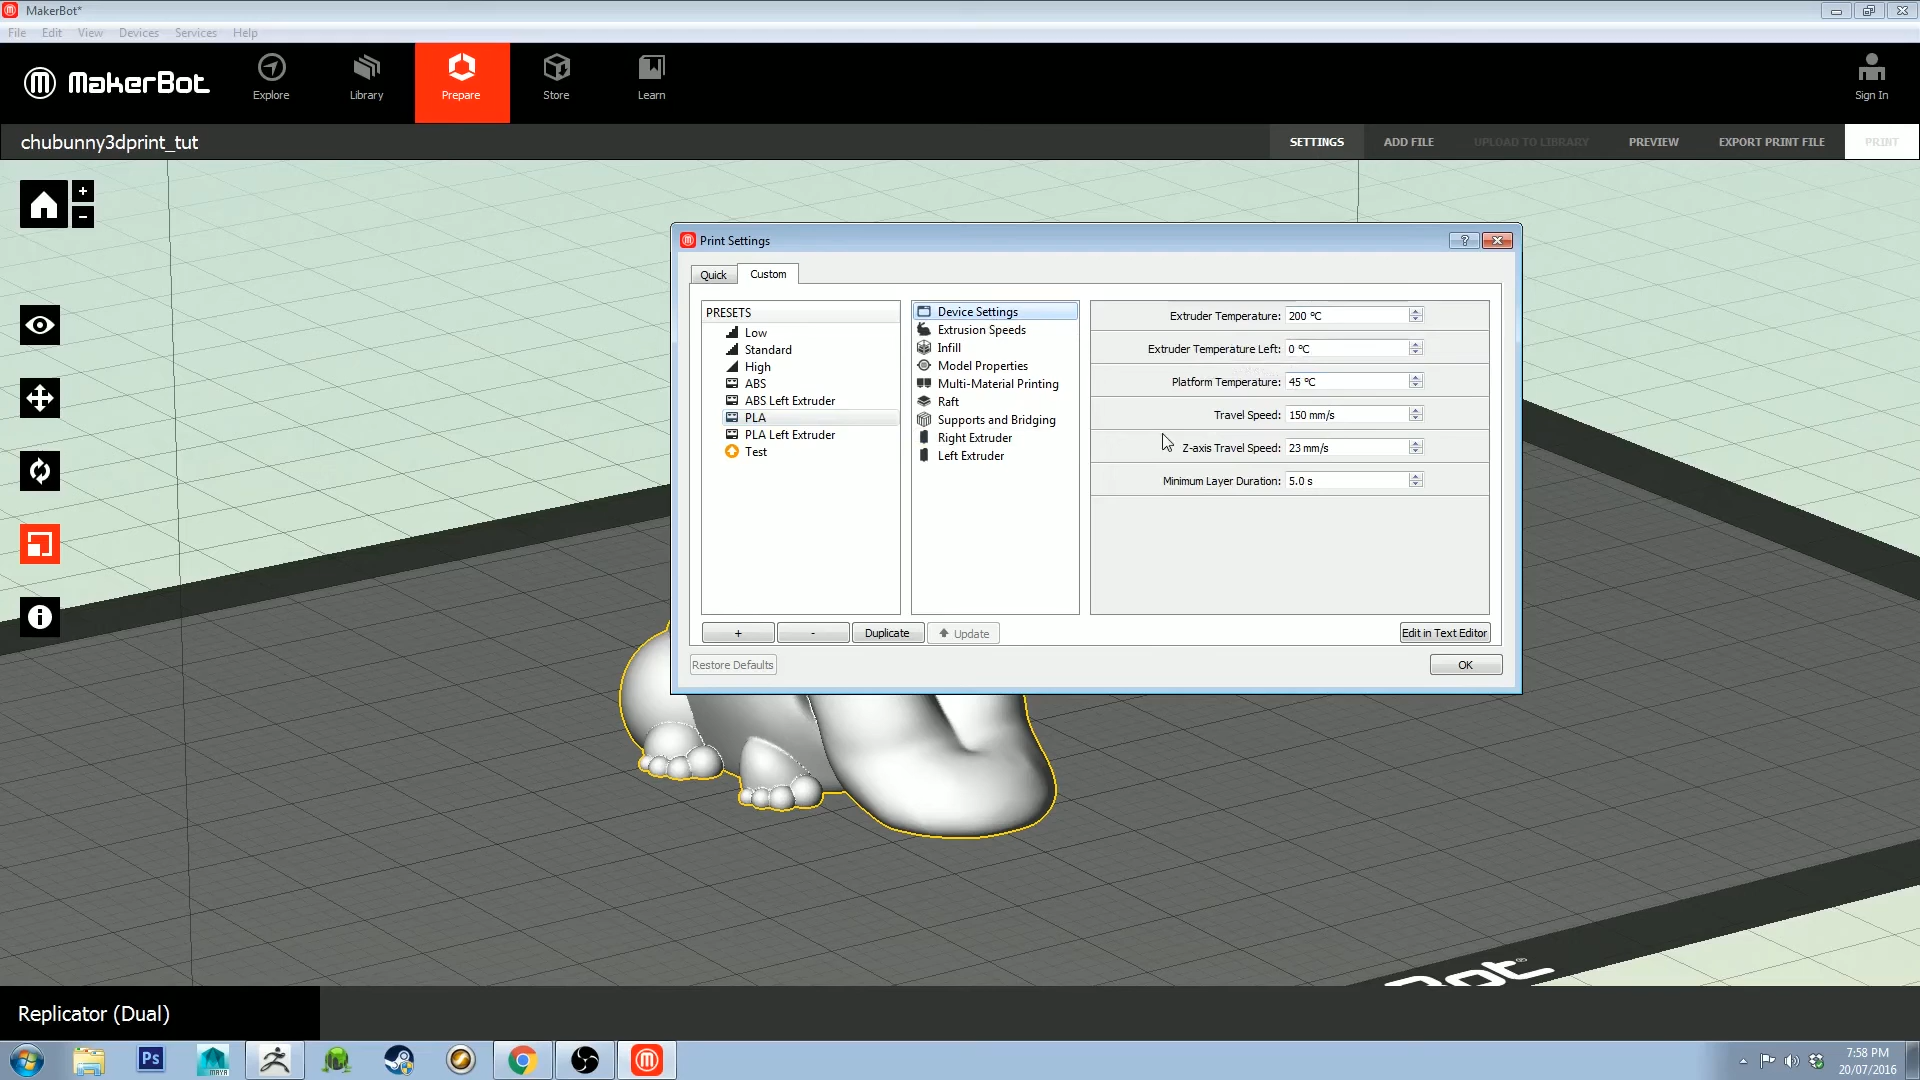 MakerBot*
File Edit View Devices Services Help
MakerBot
Explore
Library
Prepare
Store
Learn
Sign In
chubunny3dprint_tut
SETTINGS
ADD FILE
UPLOAD TO LIBRARY
PREVIEW
EXPORT PRINT FILE
PRINT
+
-
Print Settings
?
Quick
Custom
PRESETS
Low
Standard
High
ABS
ABS Left Extruder
PLA
PLA Left Extruder
Test
Device Settings
Extrusion Speeds
Infill
Model Properties
Multi-Material Printing
Raft
Supports and Bridging
Right Extruder
Left Extruder
Extruder Temperature: 200 °C
Extruder Temperature Left: 0 °C
Platform Temperature: 45 °C
Travel Speed: 150 mm/s
Z-axis Travel Speed: 23 mm/s
Minimum Layer Duration: 5.0 s
+
-
Duplicate
Update
Edit in Text Editor
Restore Defaults
OK
Replicator (Dual)
Ps
MAYA
7:58 PM
20/07/2016